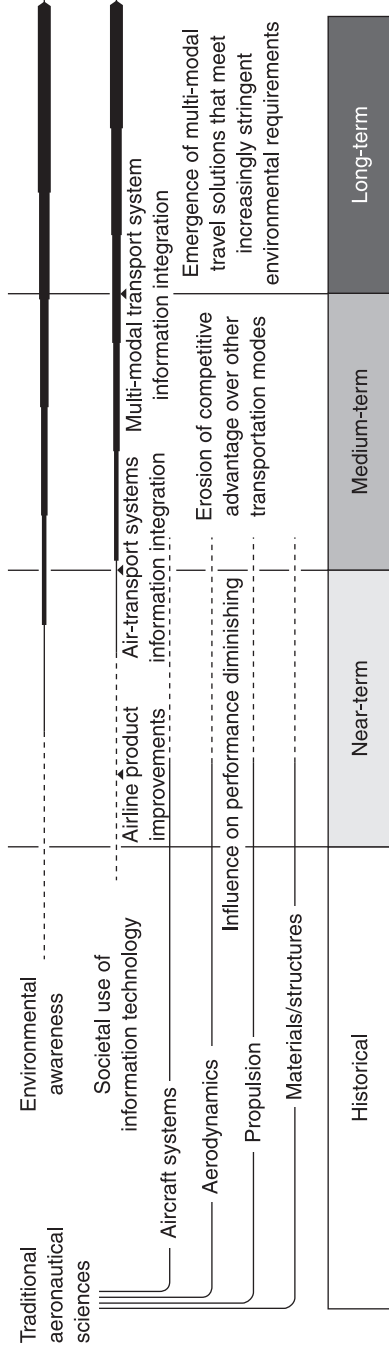 Traditional
aeronautical
sciences
Environmental
awareness
Societal use of
information technology
Airline product
improvements
Air-transport systems
information integration
Multi-modal transport system
information integration
Aircraft systems
Aerodynamics
Propulsion
Materials/structures
Influence on performance diminishing
Erosion of competitive
advantage over other
transportation modes
Emergence of multi-modal
travel solutions that meet
increasingly stringent
environmental requirements
Historical
Near-term
Medium-term
Long-term